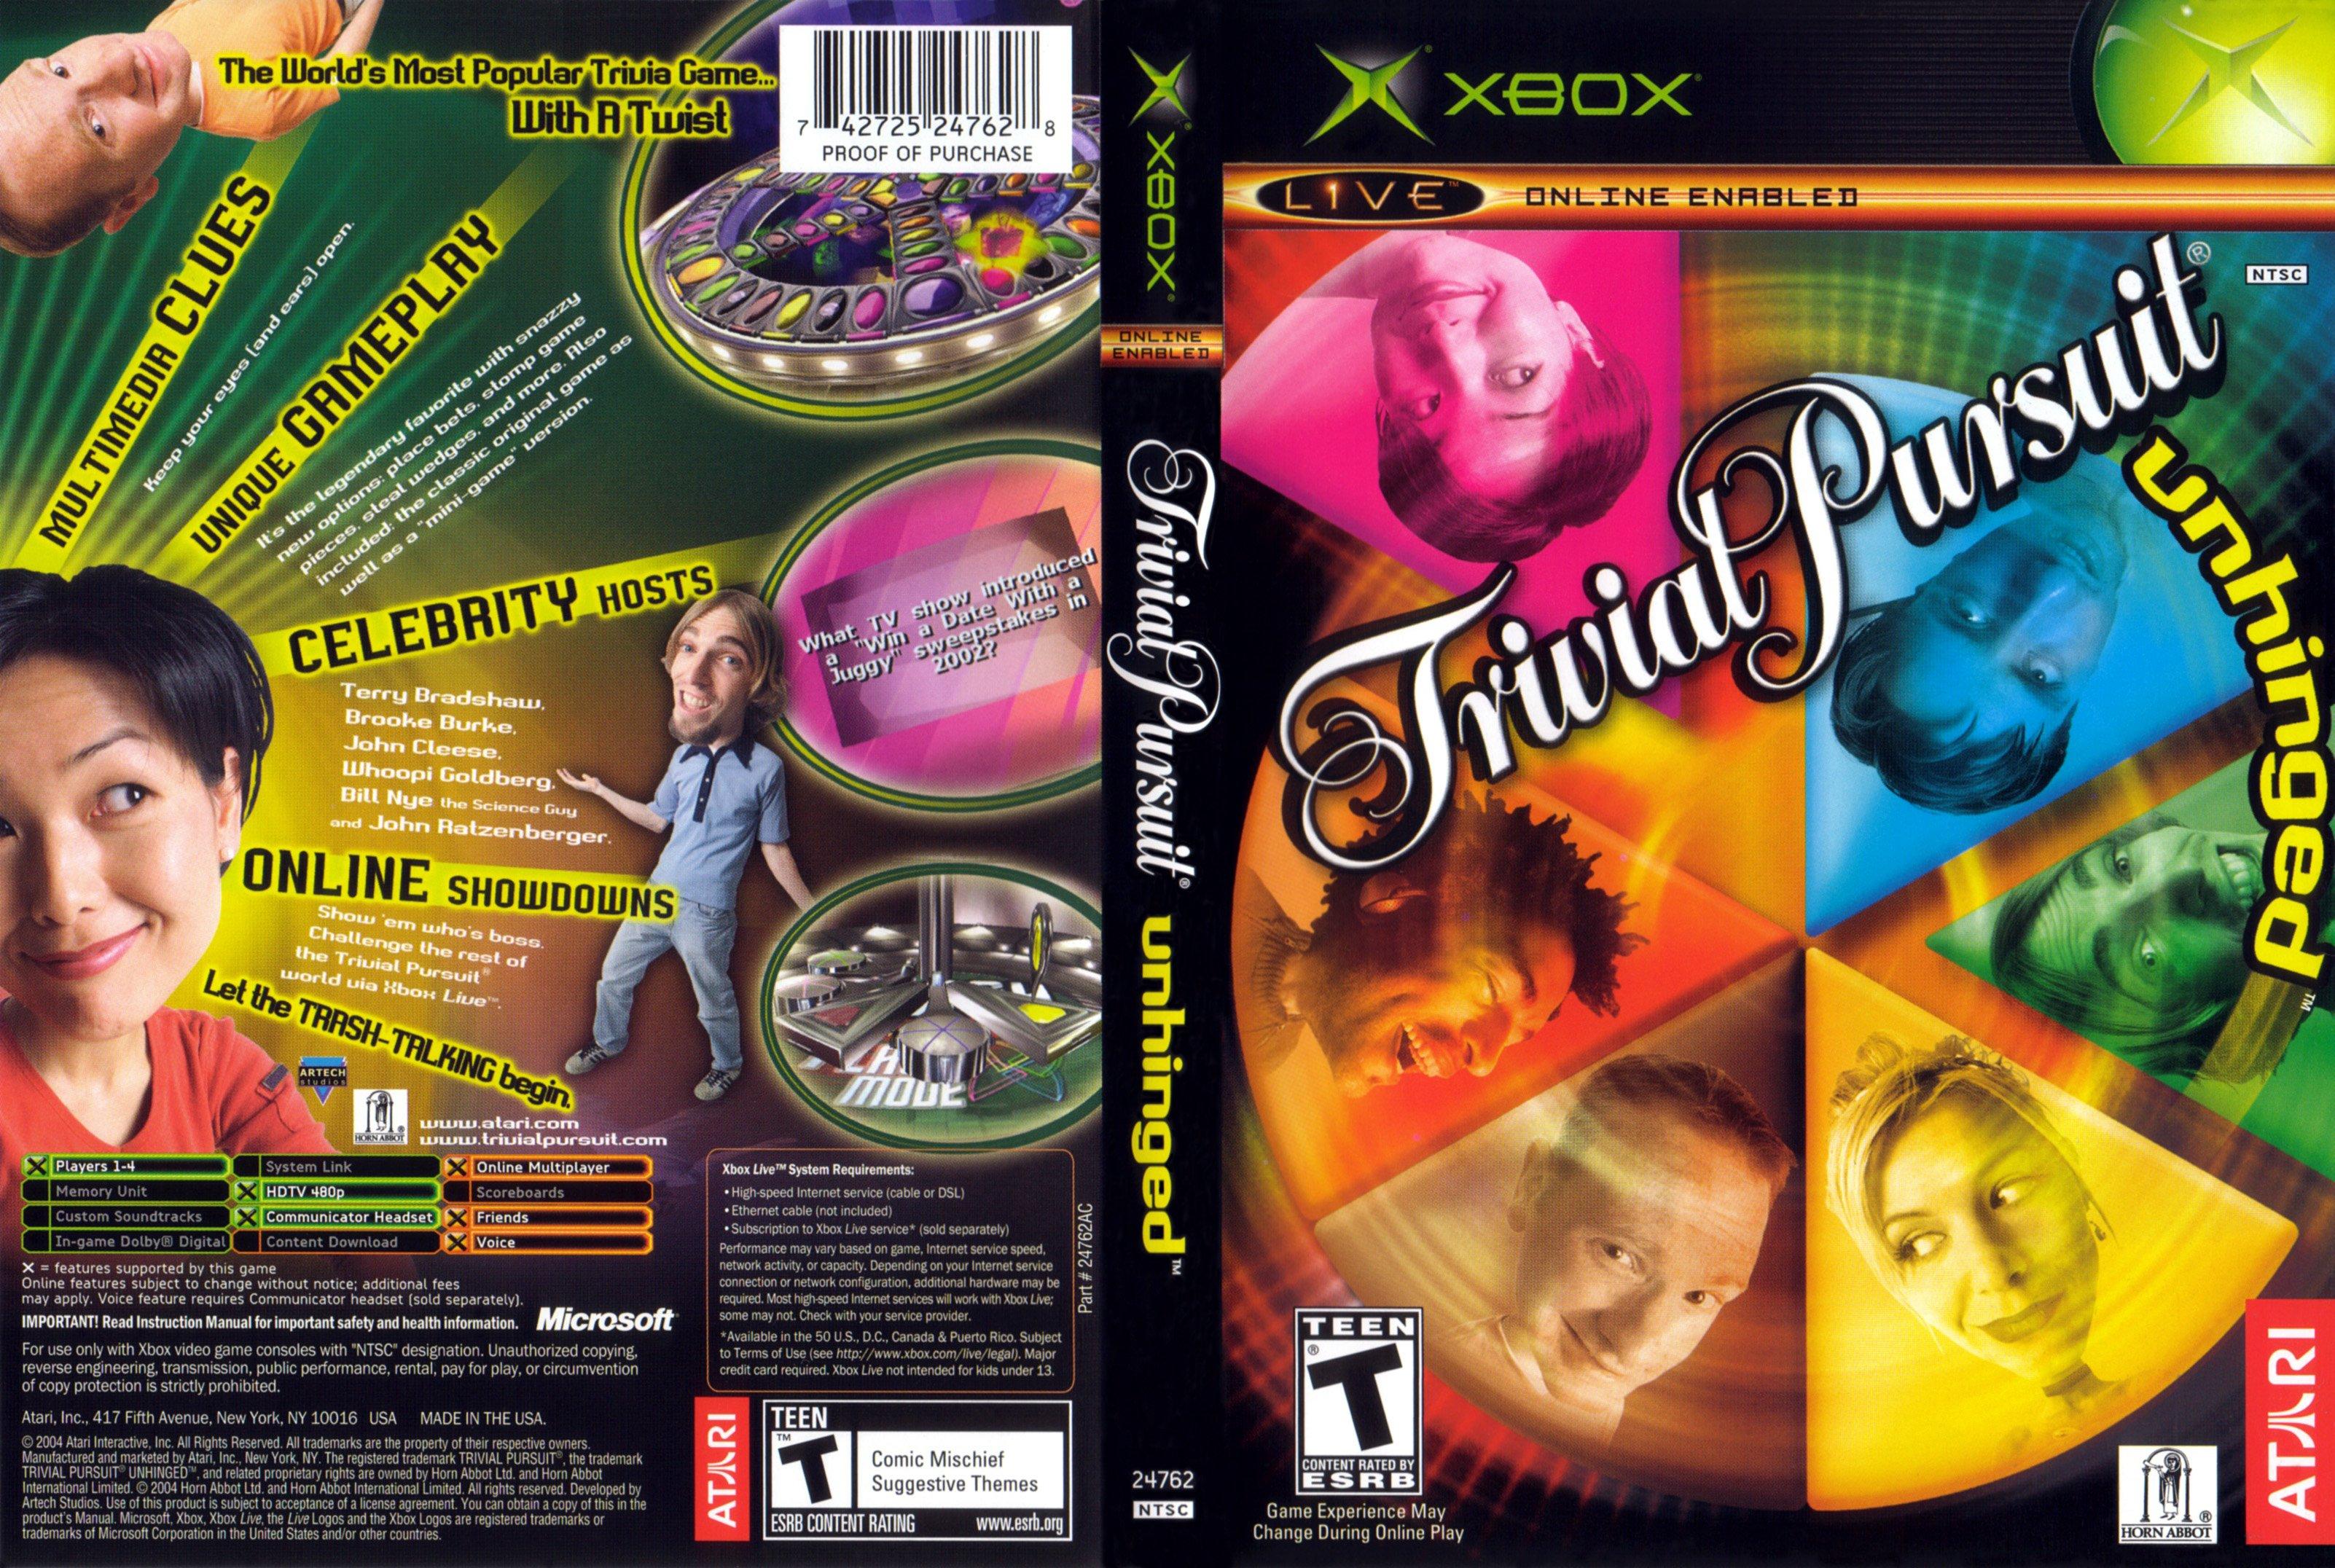 The World's Most Popular Trivia Game...
With A Twist
7 42725 24762 8
PROOF OF PURCHASE
MULTIMEDIA CLUES
Keep your eyes (and ears) open.
UNIQUE GAMEPLAY
It's the legendary favorite with snazzy
new options: place bets, stomp game
pieces, steal wedges, and more. Also
included: the classic original game as
well as a "mini-game" version.
CELEBRITY HOSTS
Terry Bradshaw,
Brooke Burke,
John Cleese,
Whoopi Goldberg,
Bill Nye the Science Guy
and John Ratzenberger.
What TV show introduced
a "Win a Date With a
Juggy" sweepstakes in
2002?
ONLINE SHOWDOWNS
Show 'em who's boss.
Challenge the rest of
the Trivial Pursuit®
world via Xbox Live™.
Let the TRASH-TALKING begin.
MODE
ARTECH
studios
HORN ABBOT ®
www.atari.com
www.trivialpursuit.com
Players 1-4
System Link
Online Multiplayer
Memory Unit
HDTV 480p
Scoreboards
Custom Soundtracks
Communicator Headset
Friends
In-game Dolby® Digital
Content Download
Voice
X = features supported by this game
Online features subject to change without notice; additional fees
may apply. Voice feature requires Communicator headset (sold separately).
IMPORTANT! Read Instruction Manual for important safety and health information.
Microsoft
For use only with Xbox video game consoles with "NTSC" designation. Unauthorized copying,
reverse engineering, transmission, public performance, rental, pay for play, or circumvention
of copy protection is strictly prohibited.
Atari, Inc., 417 Fifth Avenue, New York, NY 10016 USA MADE IN THE USA.
© 2004 Atari Interactive, Inc. All Rights Reserved. All trademarks are the property of their respective owners.
Manufactured and marketed by Atari, Inc., New York, NY. The registered trademark TRIVIAL PURSUIT®, the trademark
TRIVIAL PURSUIT® UNHINGED™, and related proprietary rights are owned by Horn Abbot Ltd. and Horn Abbot
International Limited. © 2004 Horn Abbot Ltd. and Horn Abbot International Limited. All rights reserved. Developed by
Artech Studios. Use of this product is subject to acceptance of a license agreement. You can obtain a copy of this in the
product's Manual. Microsoft, Xbox, Xbox Live, the Live Logos and the Xbox Logos are registered trademarks or
trademarks of Microsoft Corporation in the United States and/or other countries.
Xbox Live™ System Requirements:
• High-speed Internet service (cable or DSL)
• Ethernet cable (not included)
• Subscription to Xbox Live service* (sold separately)
Performance may vary based on game, Internet service speed,
network activity, or capacity. Depending on your Internet service
connection or network configuration, additional hardware may be
required. Most high-speed Internet services will work with Xbox Live;
some may not. Check with your service provider.
*Available in the 50 U.S., D.C., Canada & Puerto Rico. Subject
to Terms of Use (see http://www.xbox.com/live/legal). Major
credit card required. Xbox Live not intended for kids under 13.
Part # 24762AC
ATARI
TEEN
T ™
Comic Mischief
Suggestive Themes
ESRB CONTENT RATING www.esrb.org
XBOX®
ONLINE
ENABLED
Trivial Pursuit®
unhinged™
24762
NTSC
XBOX®
LIVE™
ONLINE ENABLED
NTSC
Trivial Pursuit®
unhinged™
TEEN
® T
CONTENT RATED BY
ESRB
Game Experience May
Change During Online Play
HORN ABBOT ®
ATARI